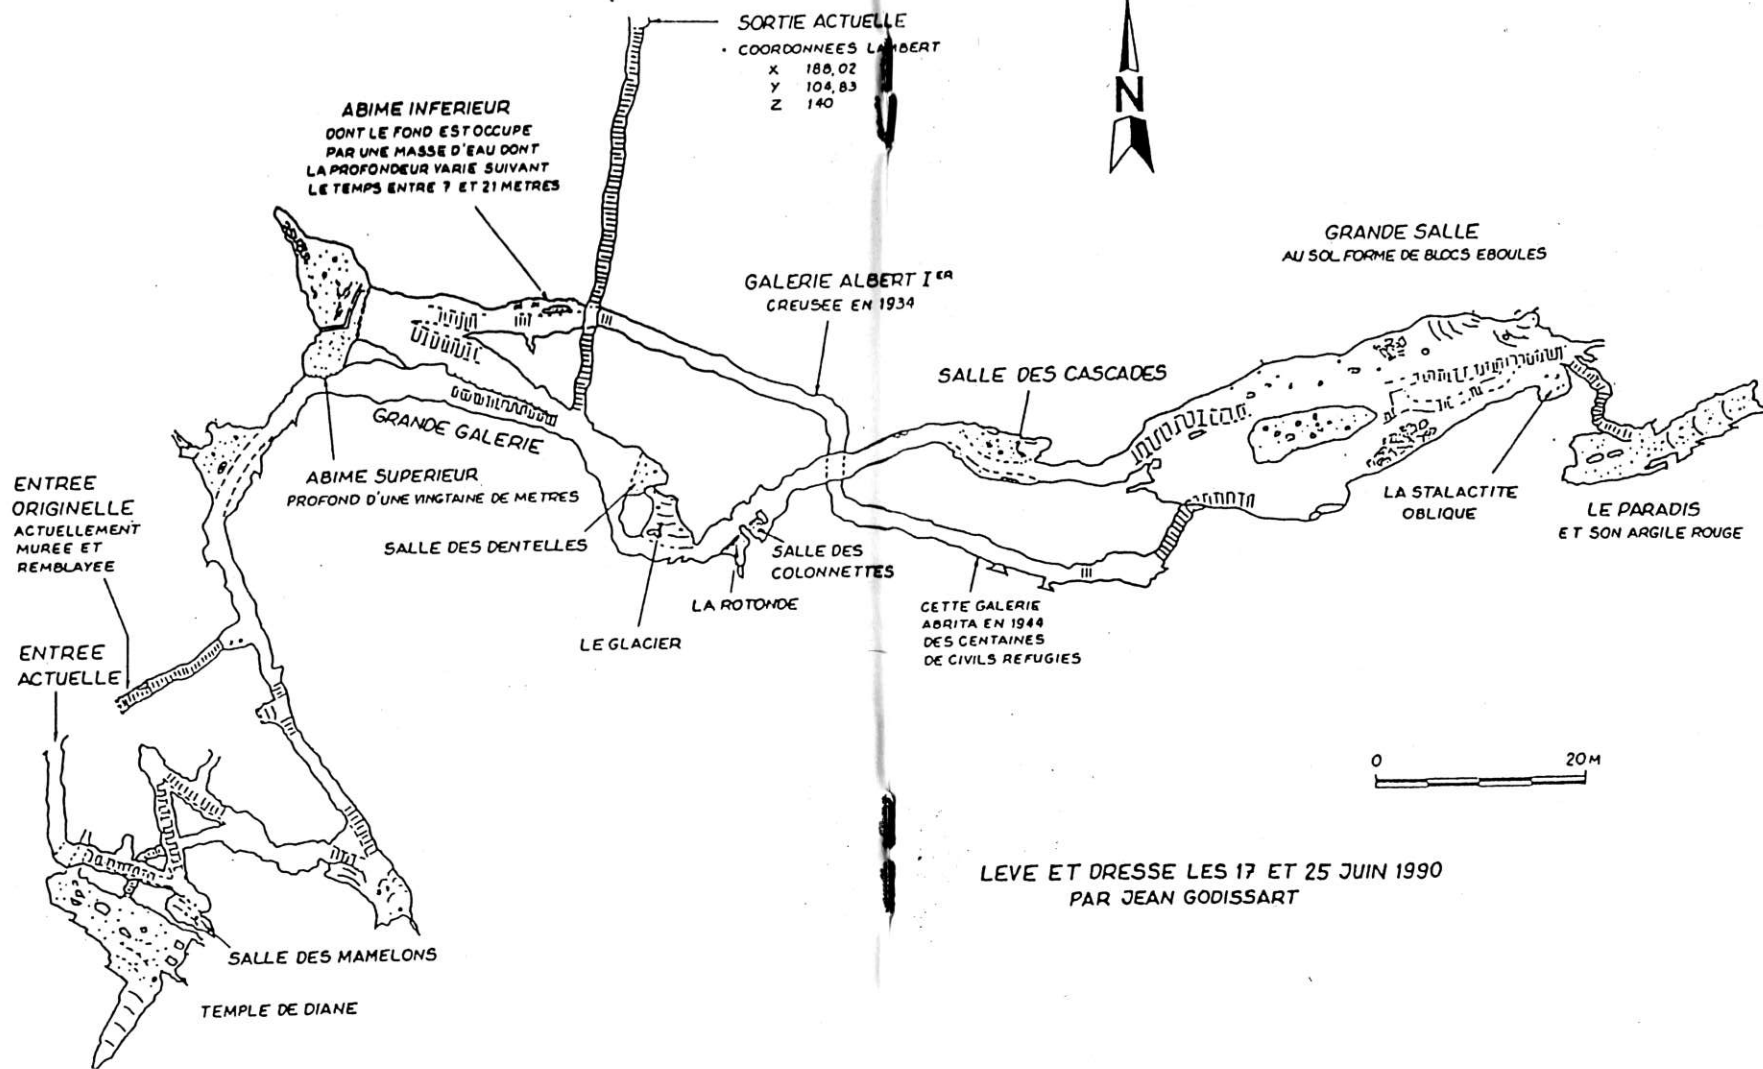 SORTIE ACTUELLE
• COORDONNEES LAMBERT
X 188,02
Y 104,83
Z 140
N
ABIME INFERIEUR
DONT LE FOND EST OCCUPE
PAR UNE MASSE D'EAU DONT
LA PROFONDEUR VARIE SUIVANT
LE TEMPS ENTRE 7 ET 21 METRES
GRANDE SALLE
AU SOL FORME DE BLOCS EBOULES
GALERIE ALBERT IER
CREUSEE EN 1934
SALLE DES CASCADES
GRANDE GALERIE
ABIME SUPERIEUR
PROFOND D'UNE VINGTAINE DE METRES
ENTREE
ORIGINELLE
ACTUELLEMENT
MUREE ET
REMBLAYEE
LA STALACTITE
OBLIQUE
LE PARADIS
ET SON ARGILE ROUGE
SALLE DES DENTELLES
SALLE DES
COLONNETTES
LA ROTONDE
LE GLACIER
CETTE GALERIE
ABRITA EN 1944
DES CENTAINES
DE CIVILS REFUGIES
ENTREE
ACTUELLE
0 20 M
LEVE ET DRESSE LES 17 ET 25 JUIN 1990
PAR JEAN GODISSART
SALLE DES MAMELONS
TEMPLE DE DIANE